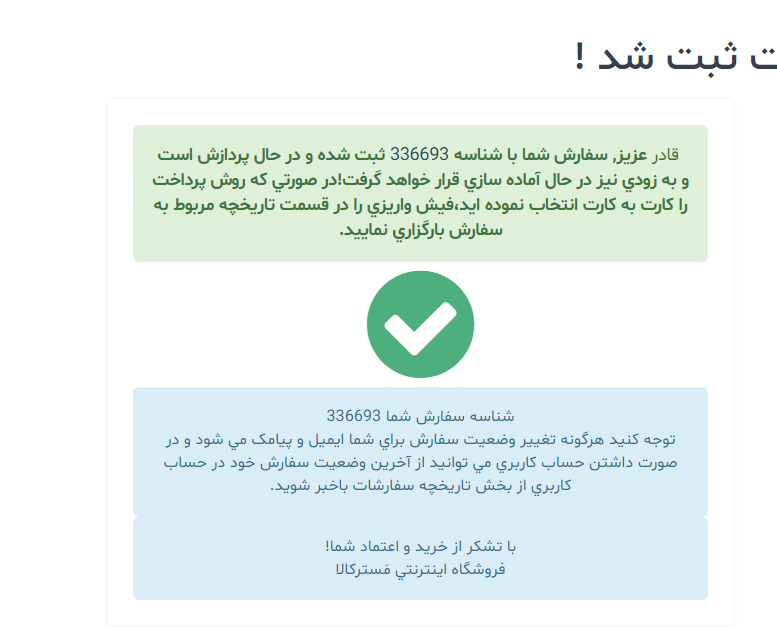 ثبت شد !
قادر عزيز, سفارش شما با شناسه 336693 ثبت شده و در حال پردازش است
و به زودي نيز در حال آماده سازي قرار خواهد گرفت!در صورتي که روش پرداخت
را کارت به کارت انتخاب نموده ايد،فيش واريزي را در قسمت تاريخچه مربوط به
سفارش بارگزاري نماييد.
شناسه سفارش شما 336693
توجه کنيد هرگونه تغيير وضعيت سفارش براي شما ايميل و پيامک مي شود و در
صورت داشتن حساب کاربري مي توانيد از آخرين وضعيت سفارش خود در حساب
کاربري از بخش تاريخچه سفارشات باخبر شويد.
با تشکر از خريد و اعتماد شما!
فروشگاه اينترنتي مَسترکالا